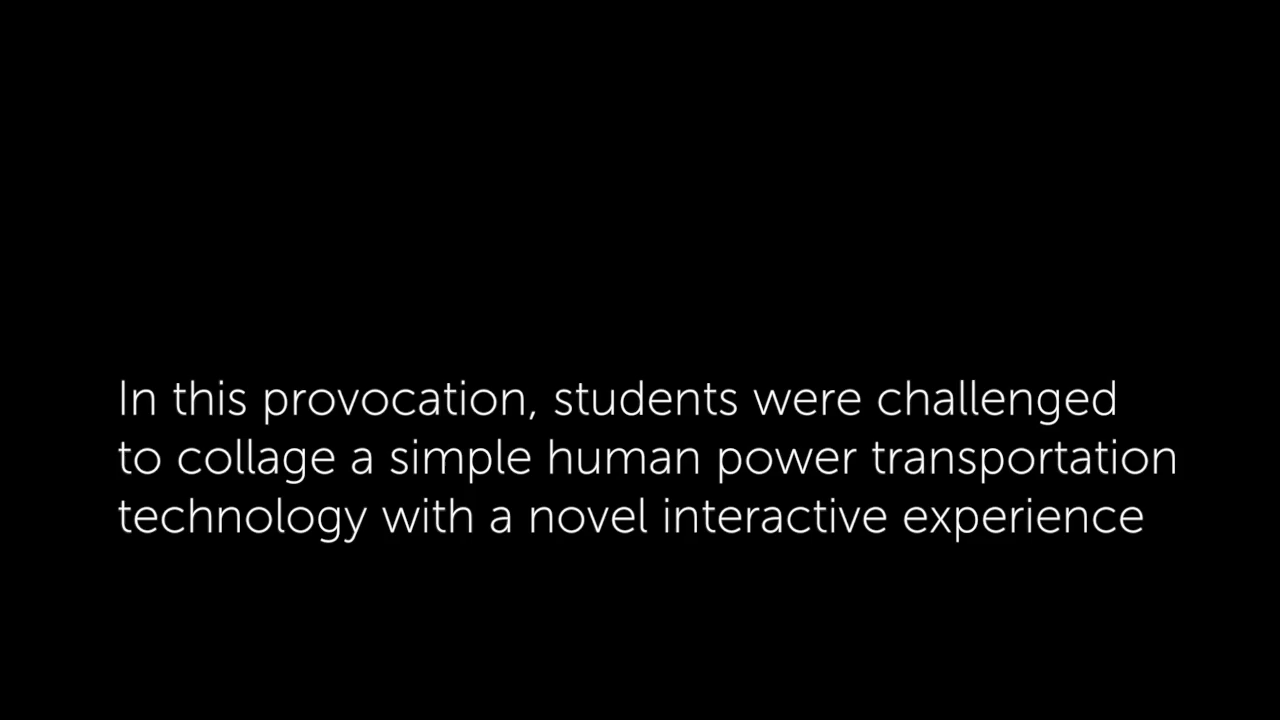 In this provocation, students were challenged
to collage a simple human power transportation
technology with a novel interactive experience